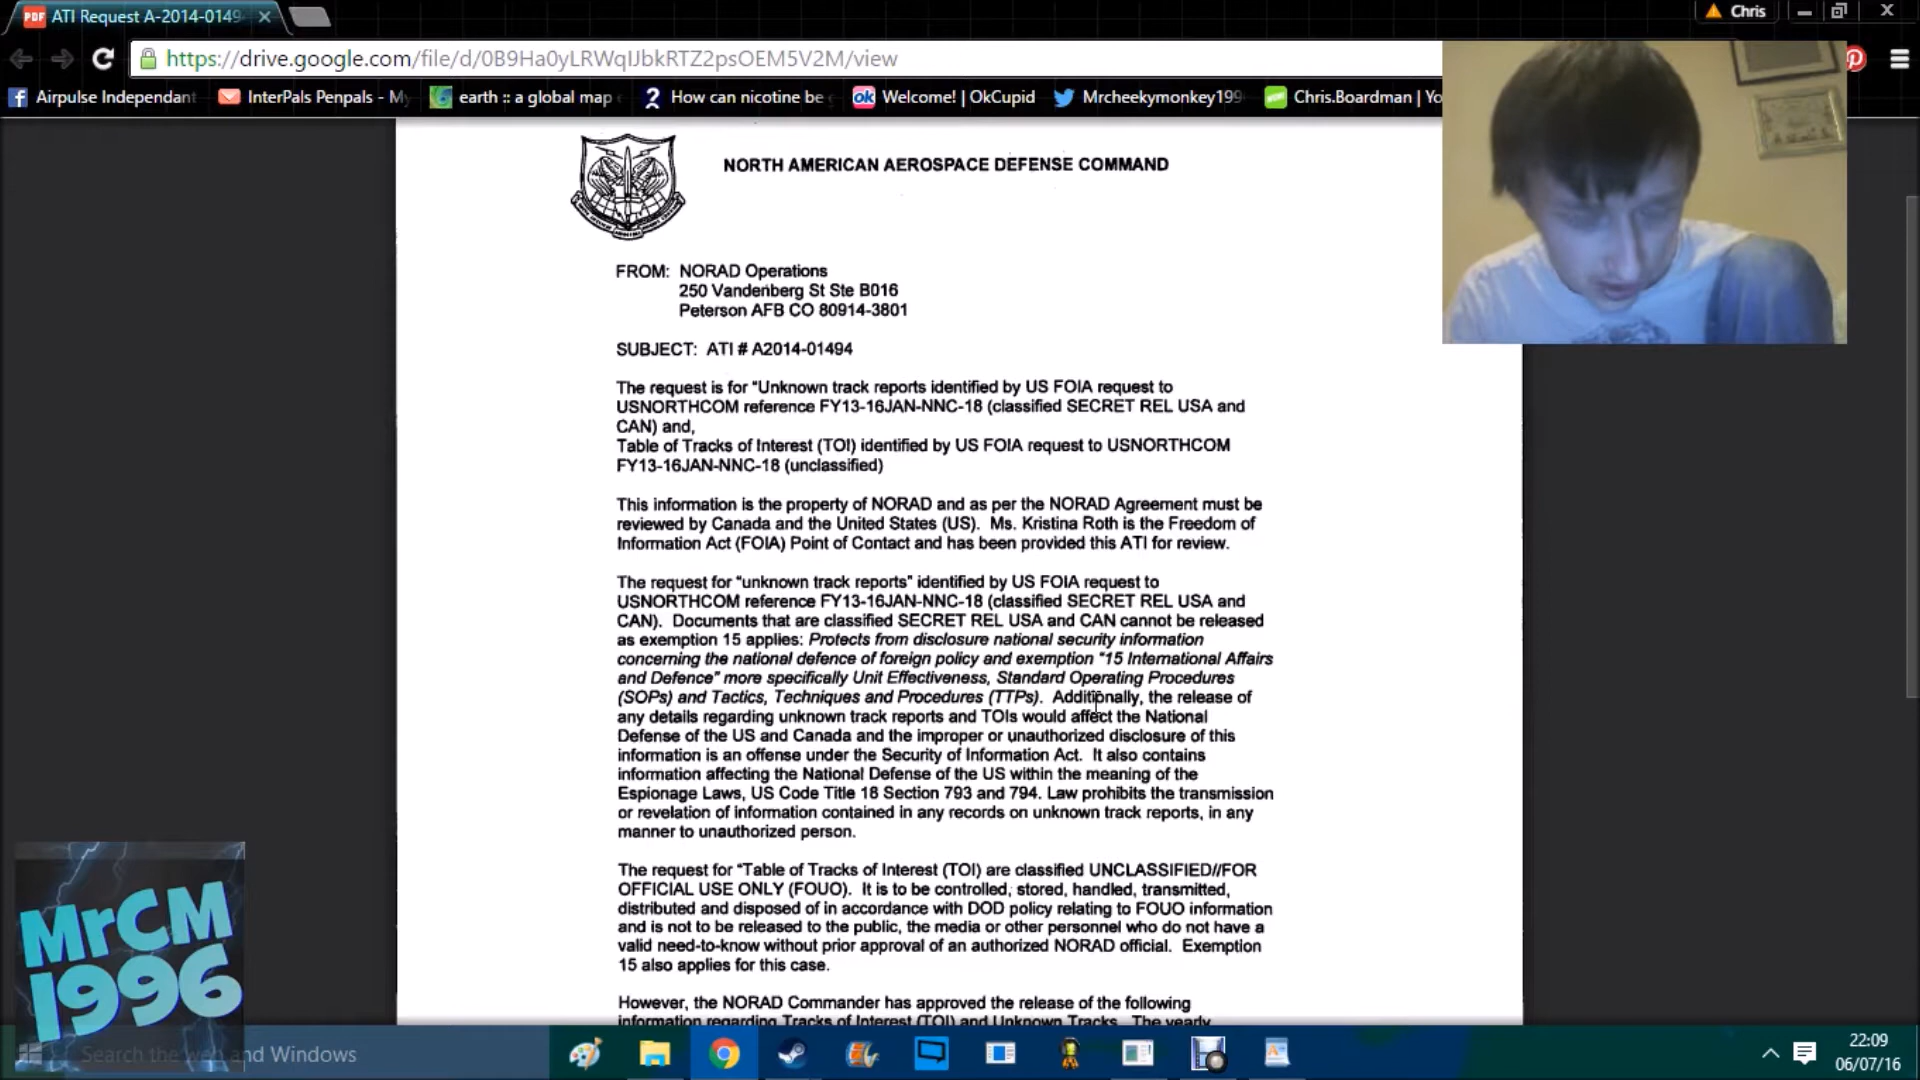 ATI Request A-2014-0149
Chris
https://drive.google.com/file/d/0B9Ha0yLRWqIJbkRTZ2psOEM5V2M/view
Airpulse Independant
InterPals Penpals - My
earth :: a global map
How can nicotine be
Welcome! | OkCupid
Mrcheekymonkey199
Chris.Boardman | Yo
NORTH AMERICAN AEROSPACE DEFENSE COMMAND
FROM: NORAD Operations
250 Vandenberg St Ste B016
Peterson AFB CO 80914-3801
SUBJECT: ATI # A2014-01494
The request is for "Unknown track reports identified by US FOIA request to
USNORTHCOM reference FY13-16JAN-NNC-18 (classified SECRET REL USA and
CAN) and,
Table of Tracks of Interest (TOI) identified by US FOIA request to USNORTHCOM
FY13-16JAN-NNC-18 (unclassified)
This information is the property of NORAD and as per the NORAD Agreement must be
reviewed by Canada and the United States (US). Ms. Kristina Roth is the Freedom of
Information Act (FOIA) Point of Contact and has been provided this ATI for review.
The request for "unknown track reports" identified by US FOIA request to
USNORTHCOM reference FY13-16JAN-NNC-18 (classified SECRET REL USA and
CAN). Documents that are classified SECRET REL USA and CAN cannot be released
as exemption 15 applies: Protects from disclosure national security information
concerning the national defence of foreign policy and exemption "15 International Affairs
and Defence" more specifically Unit Effectiveness, Standard Operating Procedures
(SOPs) and Tactics, Techniques and Procedures (TTPs). Additionally, the release of
any details regarding unknown track reports and TOIs would affect the National
Defense of the US and Canada and the improper or unauthorized disclosure of this
information is an offense under the Security of Information Act. It also contains
information affecting the National Defense of the US within the meaning of the
Espionage Laws, US Code Title 18 Section 793 and 794. Law prohibits the transmission
or revelation of information contained in any records on unknown track reports, in any
manner to unauthorized person.
The request for "Table of Tracks of Interest (TOI) are classified UNCLASSIFIED//FOR
OFFICIAL USE ONLY (FOUO). It is to be controlled, stored, handled, transmitted,
distributed and disposed of in accordance with DOD policy relating to FOUO information
and is not to be released to the public, the media or other personnel who do not have a
valid need-to-know without prior approval of an authorized NORAD official. Exemption
15 also applies for this case.
However, the NORAD Commander has approved the release of the following
information regarding Tracks of Interest (TOI) and Unknown Tracks. The yearly
MrCM
1996
Search the web and Windows
22:09
06/07/16